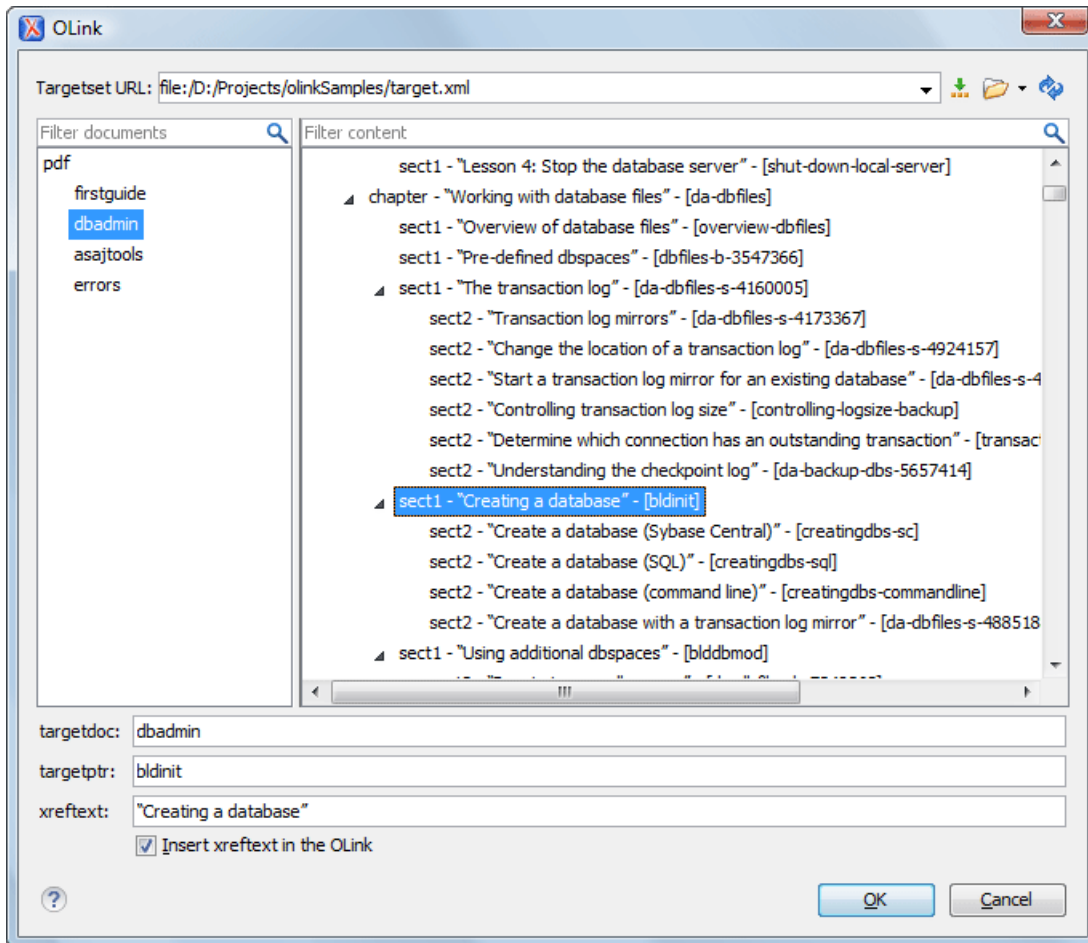 OLink
Targetset URL: file:/D:/Projects/olinkSamples/target.xml
Filter documents
pdf
firstguide
dbadmin
asajtools
errors
Filter content
sect1 - “Lesson 4: Stop the database server” - [shut-down-local-server]
chapter - “Working with database files” - [da-dbfiles]
sect1 - “Overview of database files” - [overview-dbfiles]
sect1 - “Pre-defined dbspaces” - [dbfiles-b-3547366]
sect1 - “The transaction log” - [da-dbfiles-s-4160005]
sect2 - “Transaction log mirrors” - [da-dbfiles-s-4173367]
sect2 - “Change the location of a transaction log” - [da-dbfiles-s-4924157]
sect2 - “Start a transaction log mirror for an existing database” - [da-dbfiles-s-4
sect2 - “Controlling transaction log size” - [controlling-logsize-backup]
sect2 - “Determine which connection has an outstanding transaction” - [transac
sect2 - “Understanding the checkpoint log” - [da-backup-dbs-5657414]
sect1 - “Creating a database” - [bldinit]
sect2 - “Create a database (Sybase Central)” - [creatingdbs-sc]
sect2 - “Create a database (SQL)” - [creatingdbs-sql]
sect2 - “Create a database (command line)” - [creatingdbs-commandline]
sect2 - “Create a database with a transaction log mirror” - [da-dbfiles-s-488518
sect1 - “Using additional dbspaces” - [blddbmod]
targetdoc: dbadmin
targetptr: bldinit
xreftext: “Creating a database”
Insert xreftext in the OLink
?
OK
Cancel